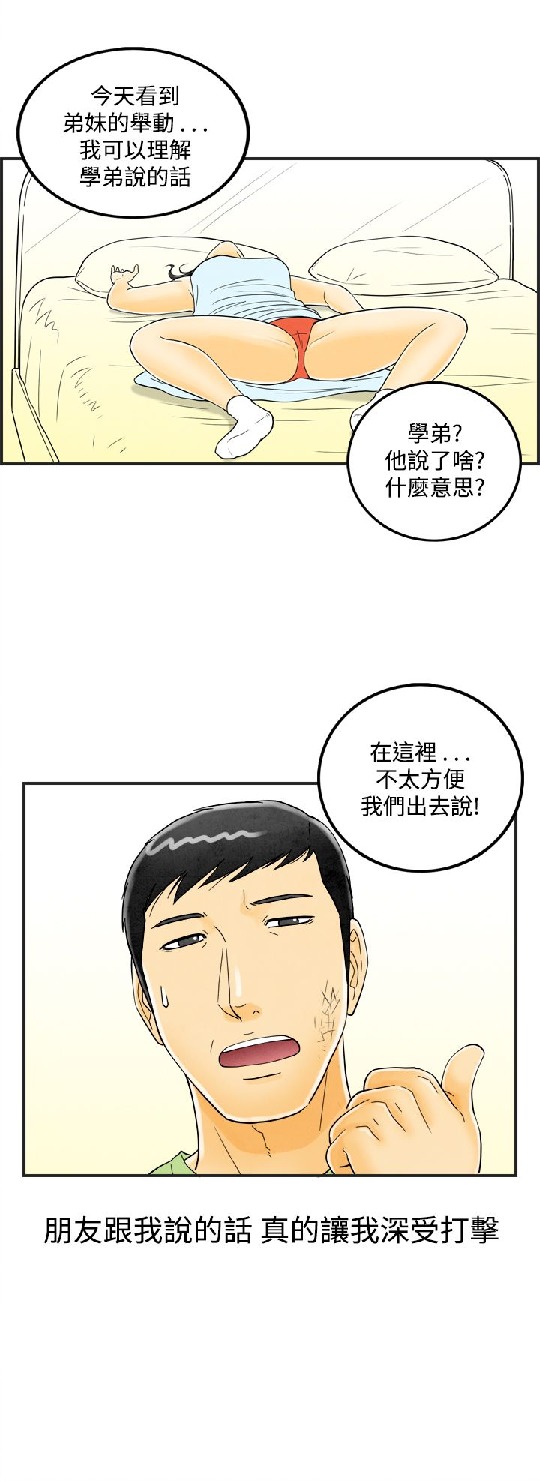 今天看到
弟妹的舉動...
我可以理解
學弟說的話
學弟?
他說了啥?
什麼意思?
在這裡...
不太方便
我們出去說!
朋友跟我說的話 真的讓我深受打擊